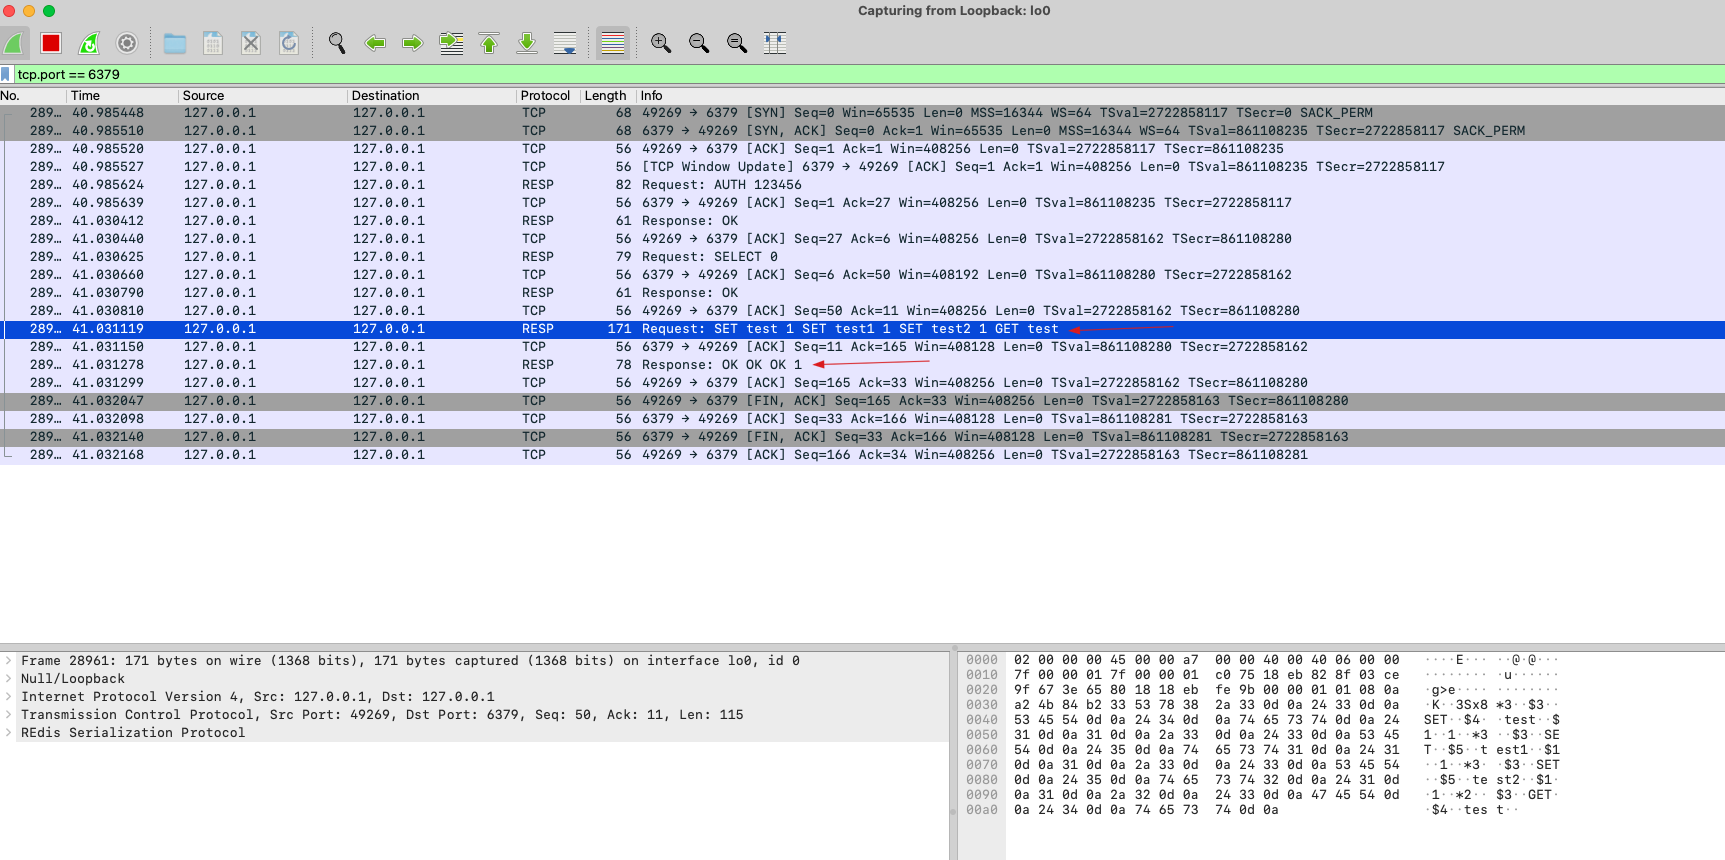 Capturing from Loopback: lo0
tcp.port == 6379
No. Time Source Destination Protocol Length Info
289… 40.985448 127.0.0.1 127.0.0.1 TCP 68 49269 → 6379 [SYN] Seq=0 Win=65535 Len=0 MSS=16344 WS=64 TSval=2722858117 TSecr=0 SACK_PERM
289… 40.985510 127.0.0.1 127.0.0.1 TCP 68 6379 → 49269 [SYN, ACK] Seq=0 Ack=1 Win=65535 Len=0 MSS=16344 WS=64 TSval=861108235 TSecr=2722858117 SACK_PERM
289… 40.985520 127.0.0.1 127.0.0.1 TCP 56 49269 → 6379 [ACK] Seq=1 Ack=1 Win=408256 Len=0 TSval=2722858117 TSecr=861108235
289… 40.985527 127.0.0.1 127.0.0.1 TCP 56 [TCP Window Update] 6379 → 49269 [ACK] Seq=1 Ack=1 Win=408256 Len=0 TSval=861108235 TSecr=2722858117
289… 40.985624 127.0.0.1 127.0.0.1 RESP 82 Request: AUTH 123456
289… 40.985639 127.0.0.1 127.0.0.1 TCP 56 6379 → 49269 [ACK] Seq=1 Ack=27 Win=408256 Len=0 TSval=861108235 TSecr=2722858117
289… 41.030412 127.0.0.1 127.0.0.1 RESP 61 Response: OK
289… 41.030440 127.0.0.1 127.0.0.1 TCP 56 49269 → 6379 [ACK] Seq=27 Ack=6 Win=408256 Len=0 TSval=2722858162 TSecr=861108280
289… 41.030625 127.0.0.1 127.0.0.1 RESP 79 Request: SELECT 0
289… 41.030660 127.0.0.1 127.0.0.1 TCP 56 6379 → 49269 [ACK] Seq=6 Ack=50 Win=408192 Len=0 TSval=861108280 TSecr=2722858162
289… 41.030790 127.0.0.1 127.0.0.1 RESP 61 Response: OK
289… 41.030810 127.0.0.1 127.0.0.1 TCP 56 49269 → 6379 [ACK] Seq=50 Ack=11 Win=408256 Len=0 TSval=2722858162 TSecr=861108280
289… 41.031119 127.0.0.1 127.0.0.1 RESP 171 Request: SET test 1 SET test1 1 SET test2 1 GET test
289… 41.031150 127.0.0.1 127.0.0.1 TCP 56 6379 → 49269 [ACK] Seq=11 Ack=165 Win=408128 Len=0 TSval=861108280 TSecr=2722858162
289… 41.031278 127.0.0.1 127.0.0.1 RESP 78 Response: OK OK OK 1
289… 41.031299 127.0.0.1 127.0.0.1 TCP 56 49269 → 6379 [ACK] Seq=165 Ack=33 Win=408256 Len=0 TSval=2722858162 TSecr=861108280
289… 41.032047 127.0.0.1 127.0.0.1 TCP 56 49269 → 6379 [FIN, ACK] Seq=165 Ack=33 Win=408256 Len=0 TSval=2722858163 TSecr=861108280
289… 41.032098 127.0.0.1 127.0.0.1 TCP 56 6379 → 49269 [ACK] Seq=33 Ack=166 Win=408128 Len=0 TSval=861108281 TSecr=2722858163
289… 41.032140 127.0.0.1 127.0.0.1 TCP 56 6379 → 49269 [FIN, ACK] Seq=33 Ack=166 Win=408128 Len=0 TSval=861108281 TSecr=2722858163
289… 41.032168 127.0.0.1 127.0.0.1 TCP 56 49269 → 6379 [ACK] Seq=166 Ack=34 Win=408256 Len=0 TSval=2722858163 TSecr=861108281
Frame 28961: 171 bytes on wire (1368 bits), 171 bytes captured (1368 bits) on interface lo0, id 0
Null/Loopback
Internet Protocol Version 4, Src: 127.0.0.1, Dst: 127.0.0.1
Transmission Control Protocol, Src Port: 49269, Dst Port: 6379, Seq: 50, Ack: 11, Len: 115
REdis Serialization Protocol
0000 02 00 00 00 45 00 00 a7 00 00 40 00 40 06 00 00 ····E··· ··@·@···
0010 7f 00 00 01 7f 00 00 01 c0 75 18 eb 82 8f 03 ce ········ ·u······
0020 9f 67 3e 65 80 18 18 eb fe 9b 00 00 01 01 08 0a ·g>e···· ········
0030 a2 4b 84 b2 33 53 78 38 2a 33 0d 0a 24 33 0d 0a ·K··3Sx8 *3··$3··
0040 53 45 54 0d 0a 24 34 0d 0a 74 65 73 74 0d 0a 24 SET··$4· ·test··$
0050 31 0d 0a 31 0d 0a 2a 33 0d 0a 24 33 0d 0a 53 45 1··1··*3 ··$3··SE
0060 54 0d 0a 24 35 0d 0a 74 65 73 74 31 0d 0a 24 31 T··$5··t est1··$1
0070 0d 0a 31 0d 0a 2a 33 0d 0a 24 33 0d 0a 53 45 54 ··1··*3· ·$3··SET
0080 0d 0a 24 35 0d 0a 74 65 73 74 32 0d 0a 24 31 0d ··$5··te st2··$1·
0090 0a 31 0d 0a 2a 32 0d 0a 24 33 0d 0a 47 45 54 0d ·1··*2·· $3··GET·
00a0 0a 24 34 0d 0a 74 65 73 74 0d 0a ·$4··tes t··